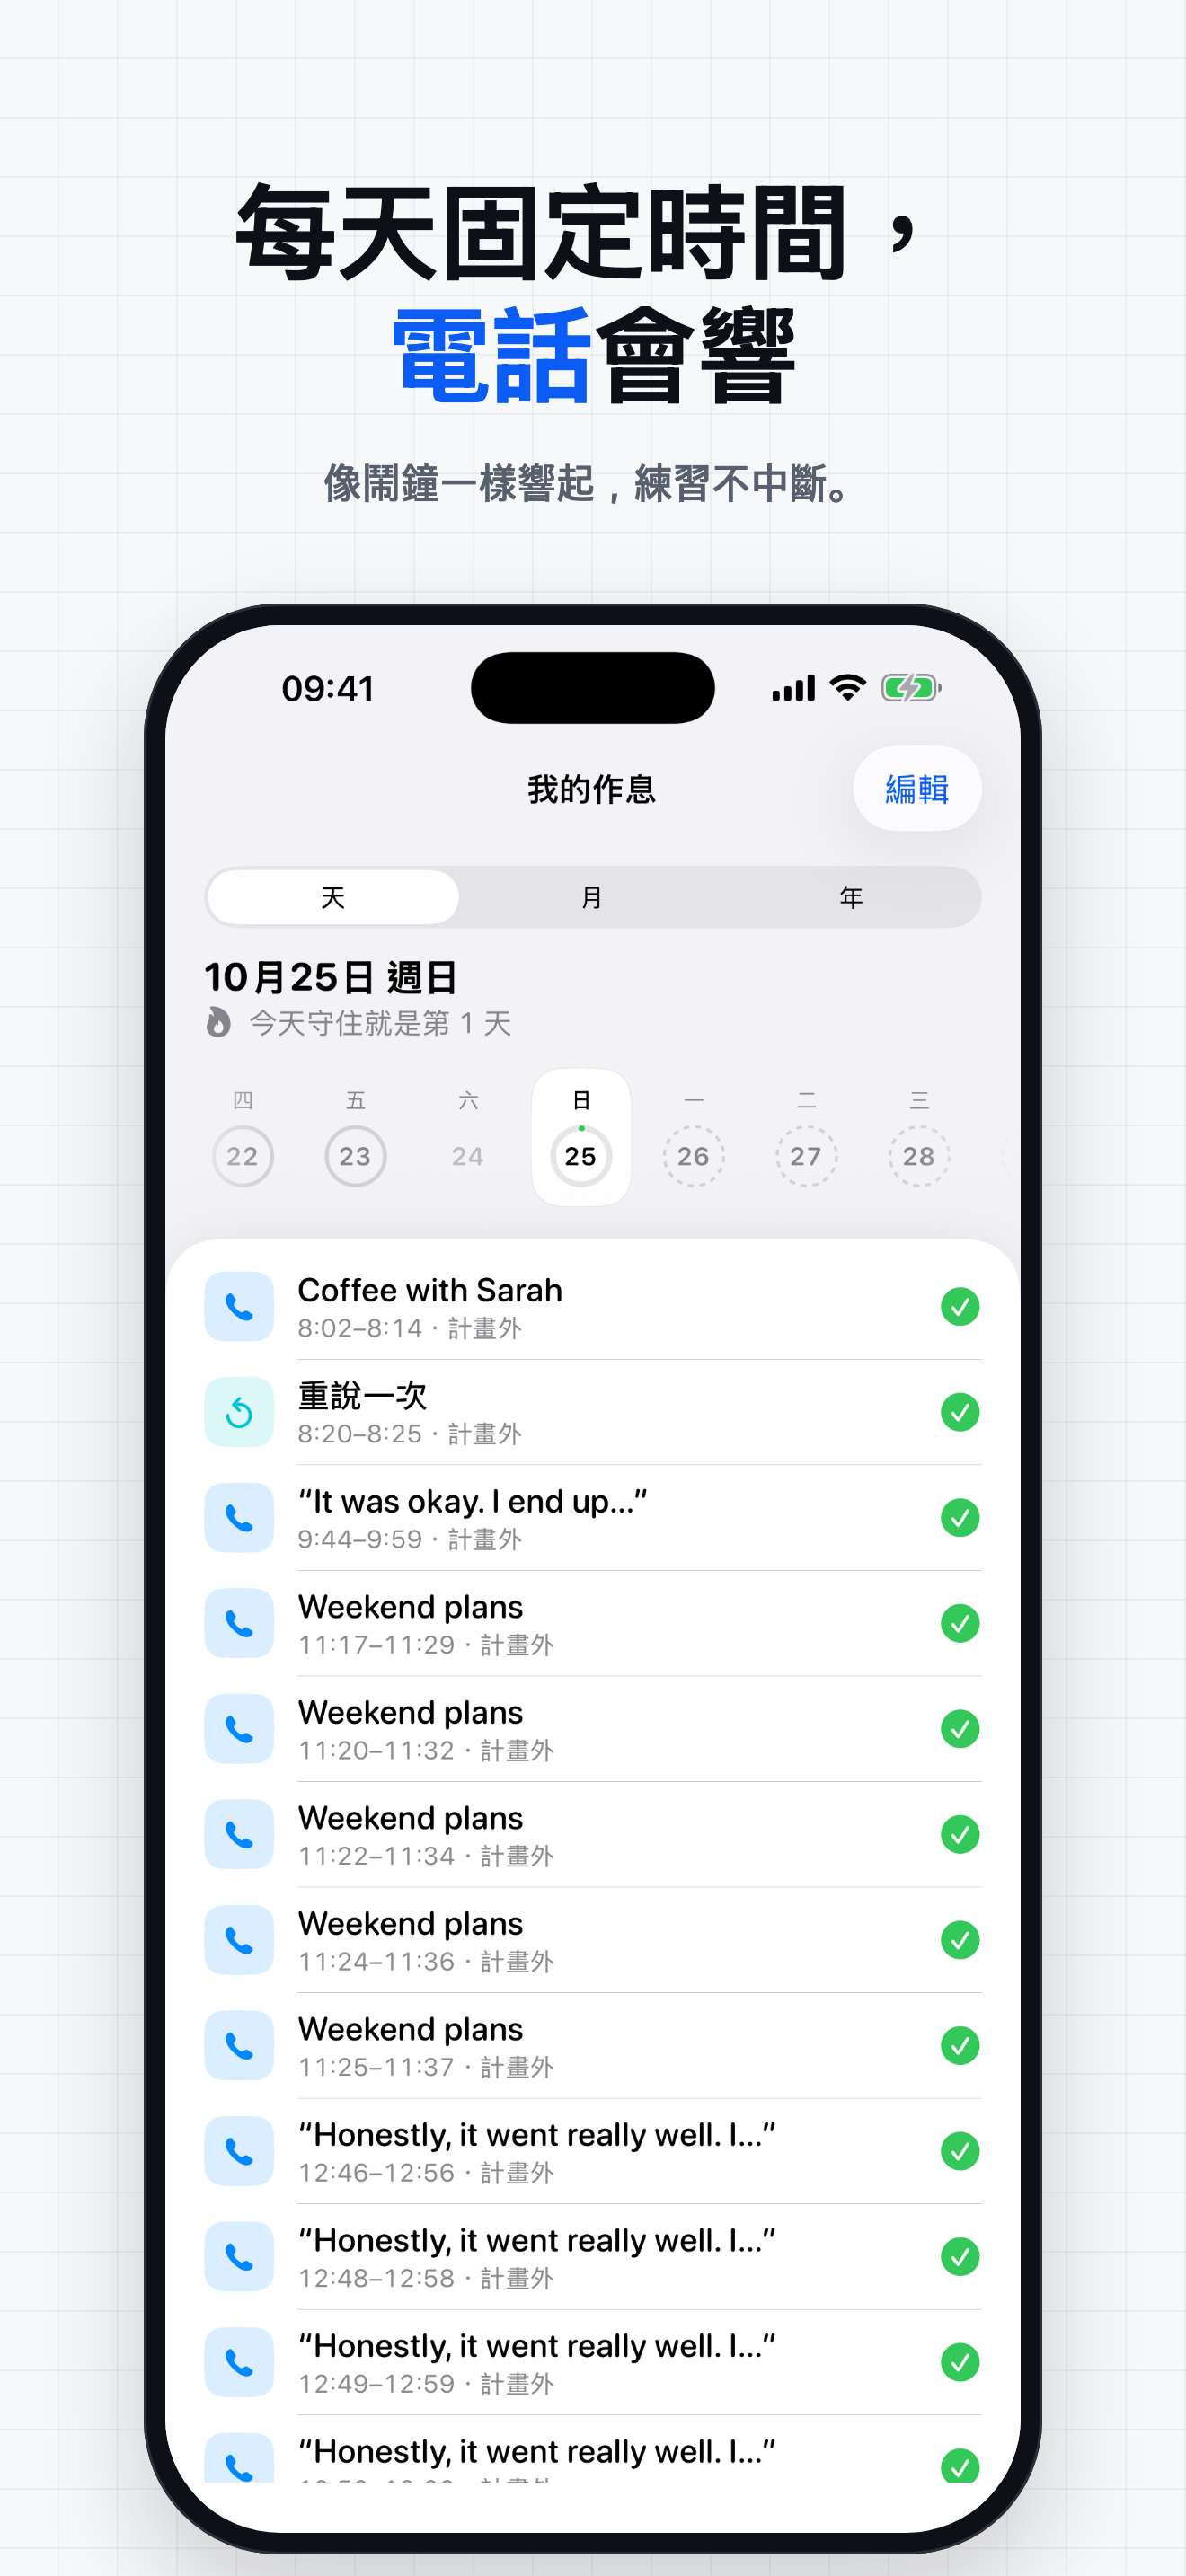 每天固定時間，
電話會響
像鬧鐘一樣響起，練習不中斷。
09:41
我的作息
編輯
天 月 年
10月25日 週日
今天守住就是第 1 天
四 五 六 日 一 二 三
22 23 24 25 26 27 28
Coffee with Sarah
8:02–8:14 · 計畫外
重說一次
8:20–8:25 · 計畫外
“It was okay. I end up...”
9:44–9:59 · 計畫外
Weekend plans
11:17–11:29 · 計畫外
Weekend plans
11:20–11:32 · 計畫外
Weekend plans
11:22–11:34 · 計畫外
Weekend plans
11:24–11:36 · 計畫外
Weekend plans
11:25–11:37 · 計畫外
“Honestly, it went really well. I...”
12:46–12:56 · 計畫外
“Honestly, it went really well. I...”
12:48–12:58 · 計畫外
“Honestly, it went really well. I...”
12:49–12:59 · 計畫外
“Honestly, it went really well. I...”